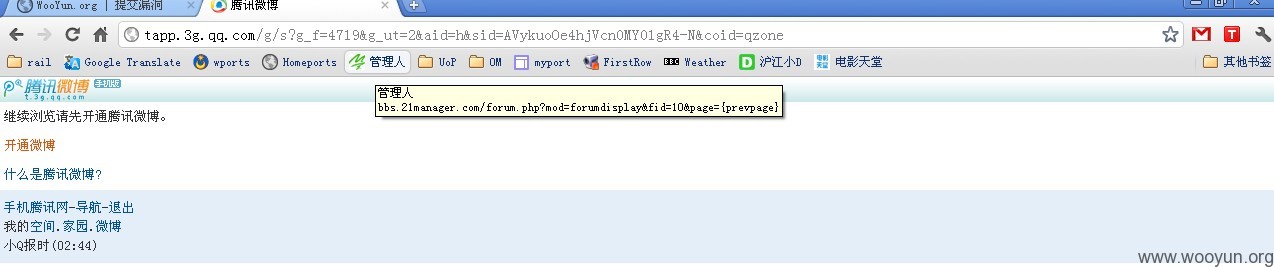 WooYun.org | 提交漏洞
腾讯微博
tapp.3g.qq.com/g/s?g_f=4719&g_ut=2&aid=h&sid=AVykuoOe4hjVcn0MYO1gR4-N&coid=qzone
rail Google Translate wports Homeports 管理人 UoP OM myport FirstRow BBC Weather 沪江小D 电影天堂 其他书签
腾讯微博 手机版
t.3g.qq.com
管理人
bbs.21manager.com/forum.php?mod=forumdisplay&fid=10&page={prevpage}
继续浏览请先开通腾讯微博。
开通微博
什么是腾讯微博?
手机腾讯网-导航-退出
我的空间.家园.微博
小Q报时(02:44)
www.wooyun.org